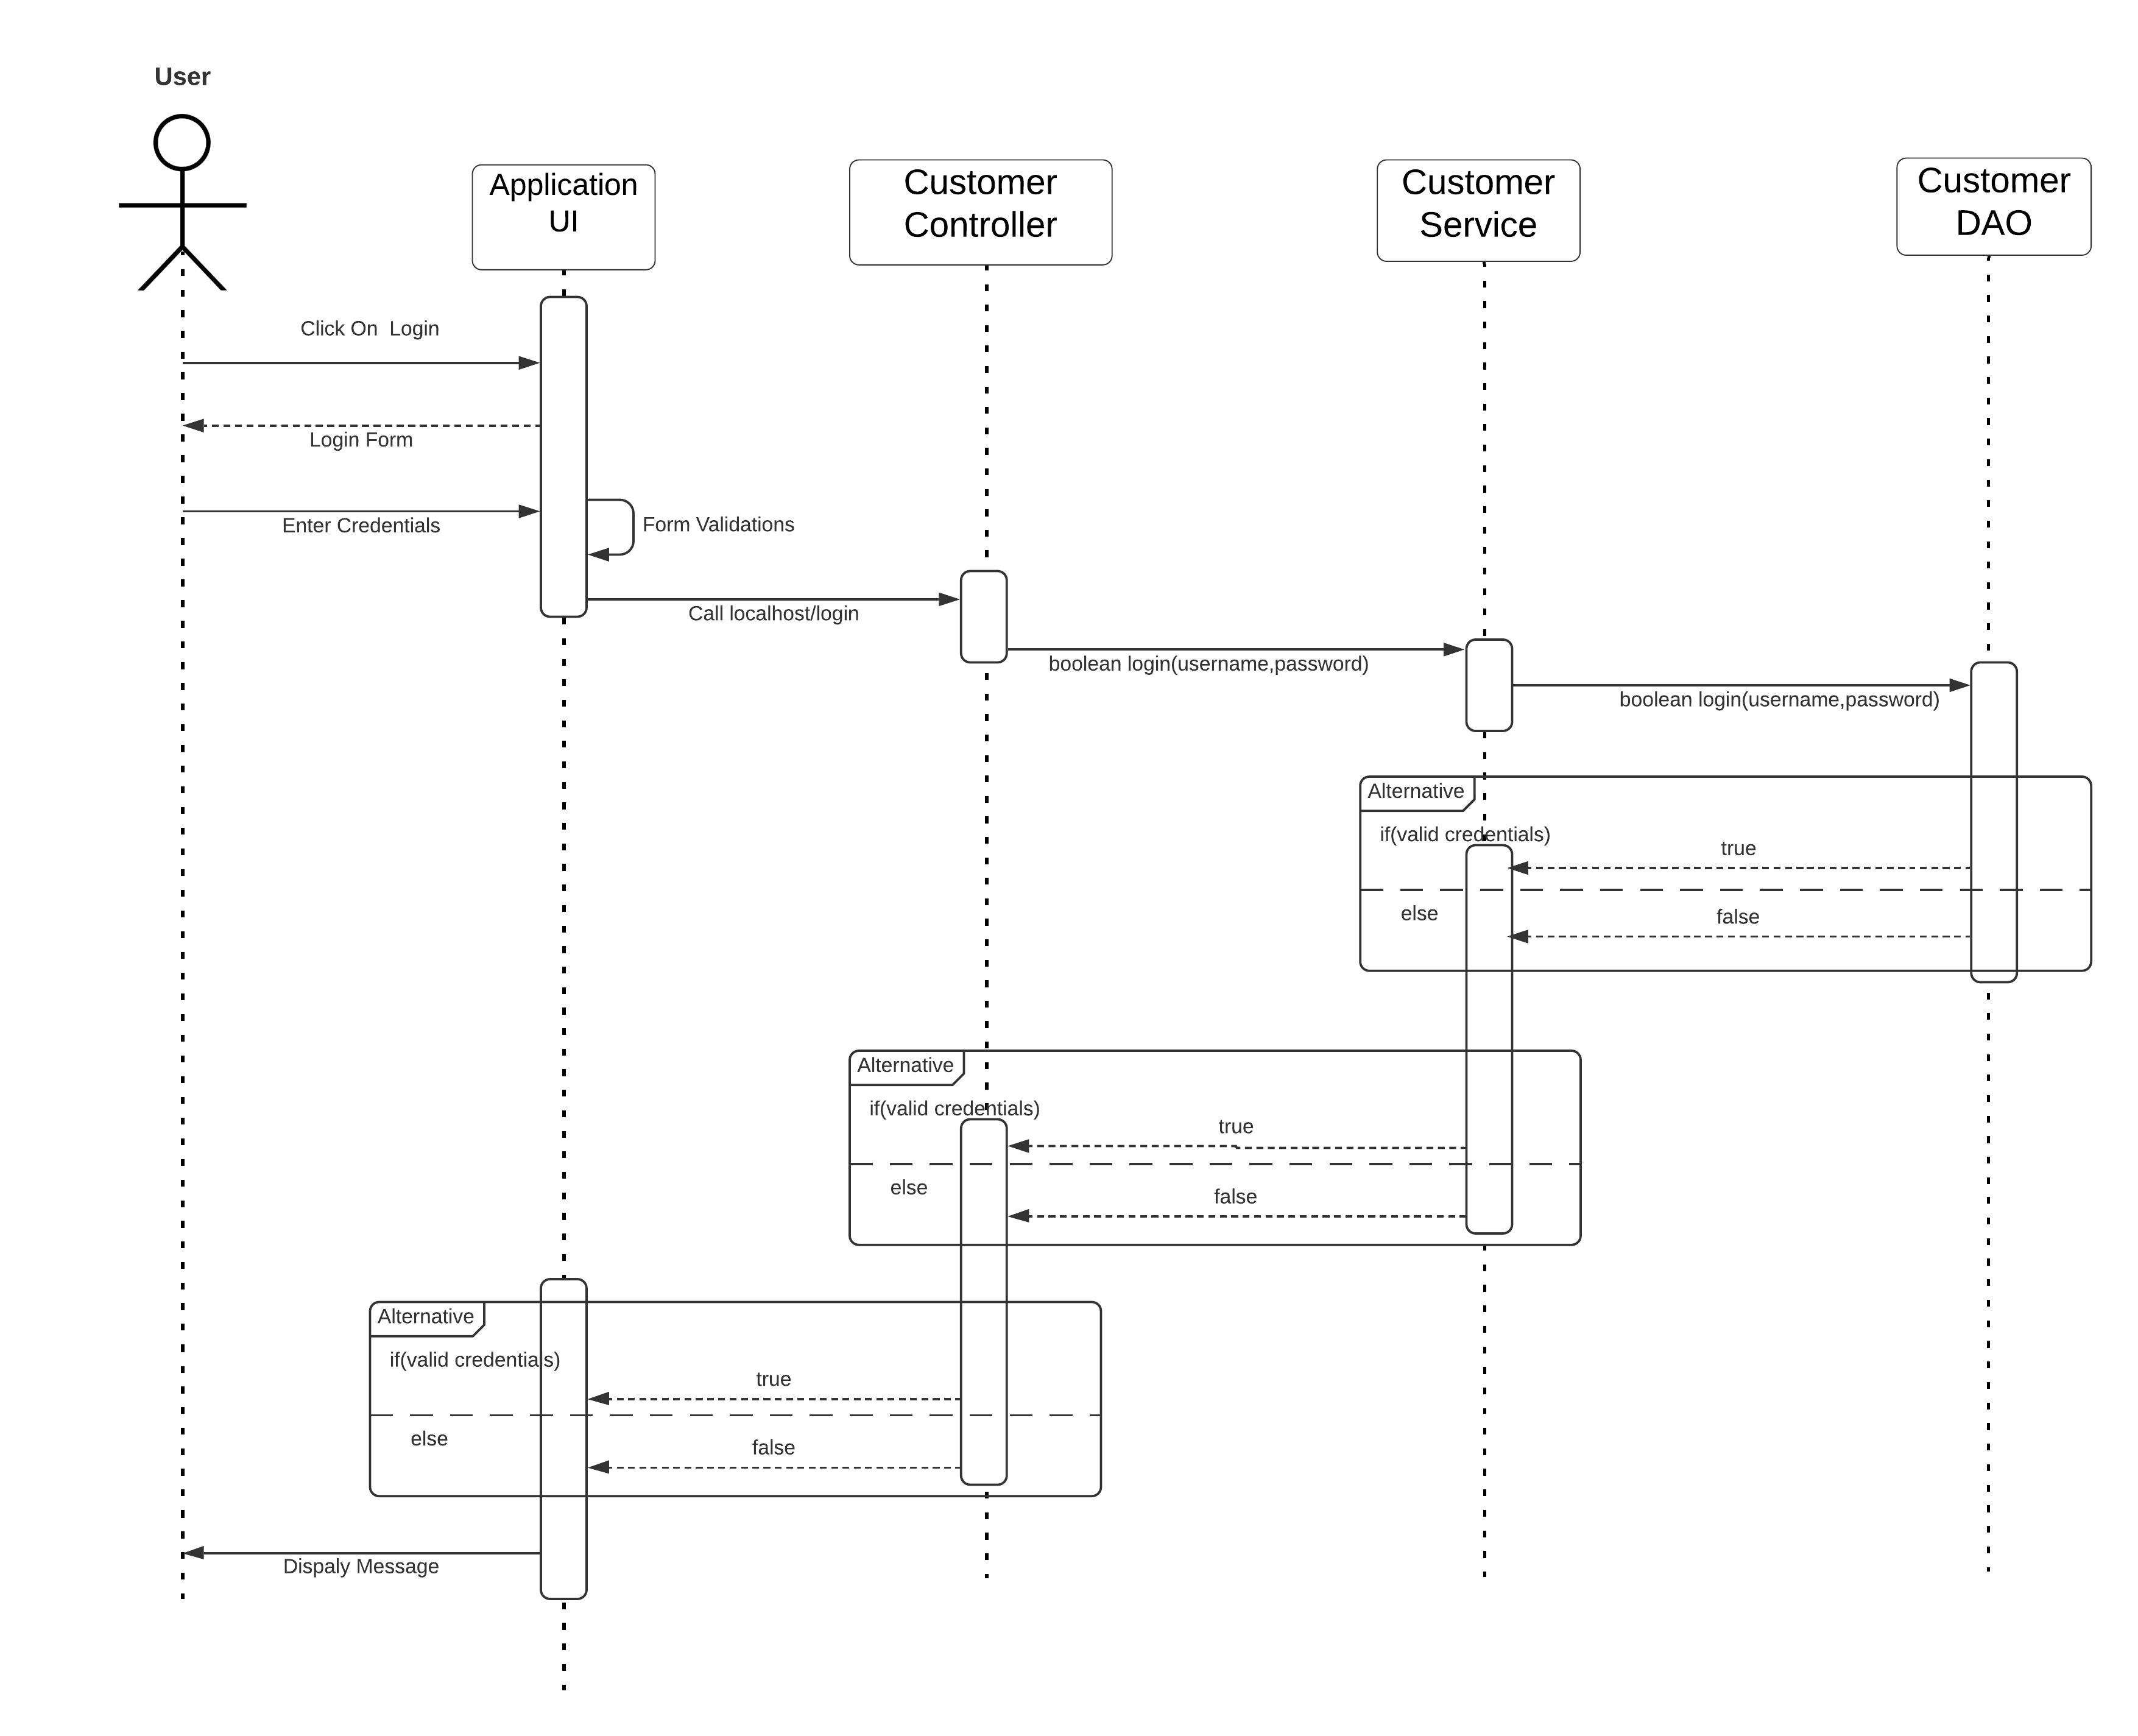 User
Application
UI
Customer
Controller
Customer
Service
Customer
DAO
Click On  Login
Login Form
Enter Credentials
Form Validations
Call localhost/login
boolean login(username,password)
boolean login(username,password)
Alternative
if(valid credentials)
true
else
false
Alternative
if(valid credentials)
true
else
false
Alternative
if(valid credentials)
true
else
false
Dispaly Message